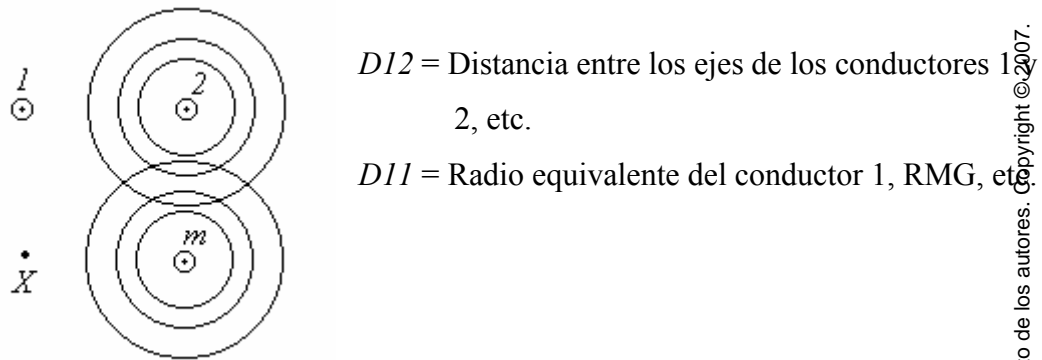 1
2
m
X
D12 = Distancia entre los ejes de los conductores 1 y
2, etc.
D11 = Radio equivalente del conductor 1, RMG, etc.
o de los autores. Copyright © 2007.